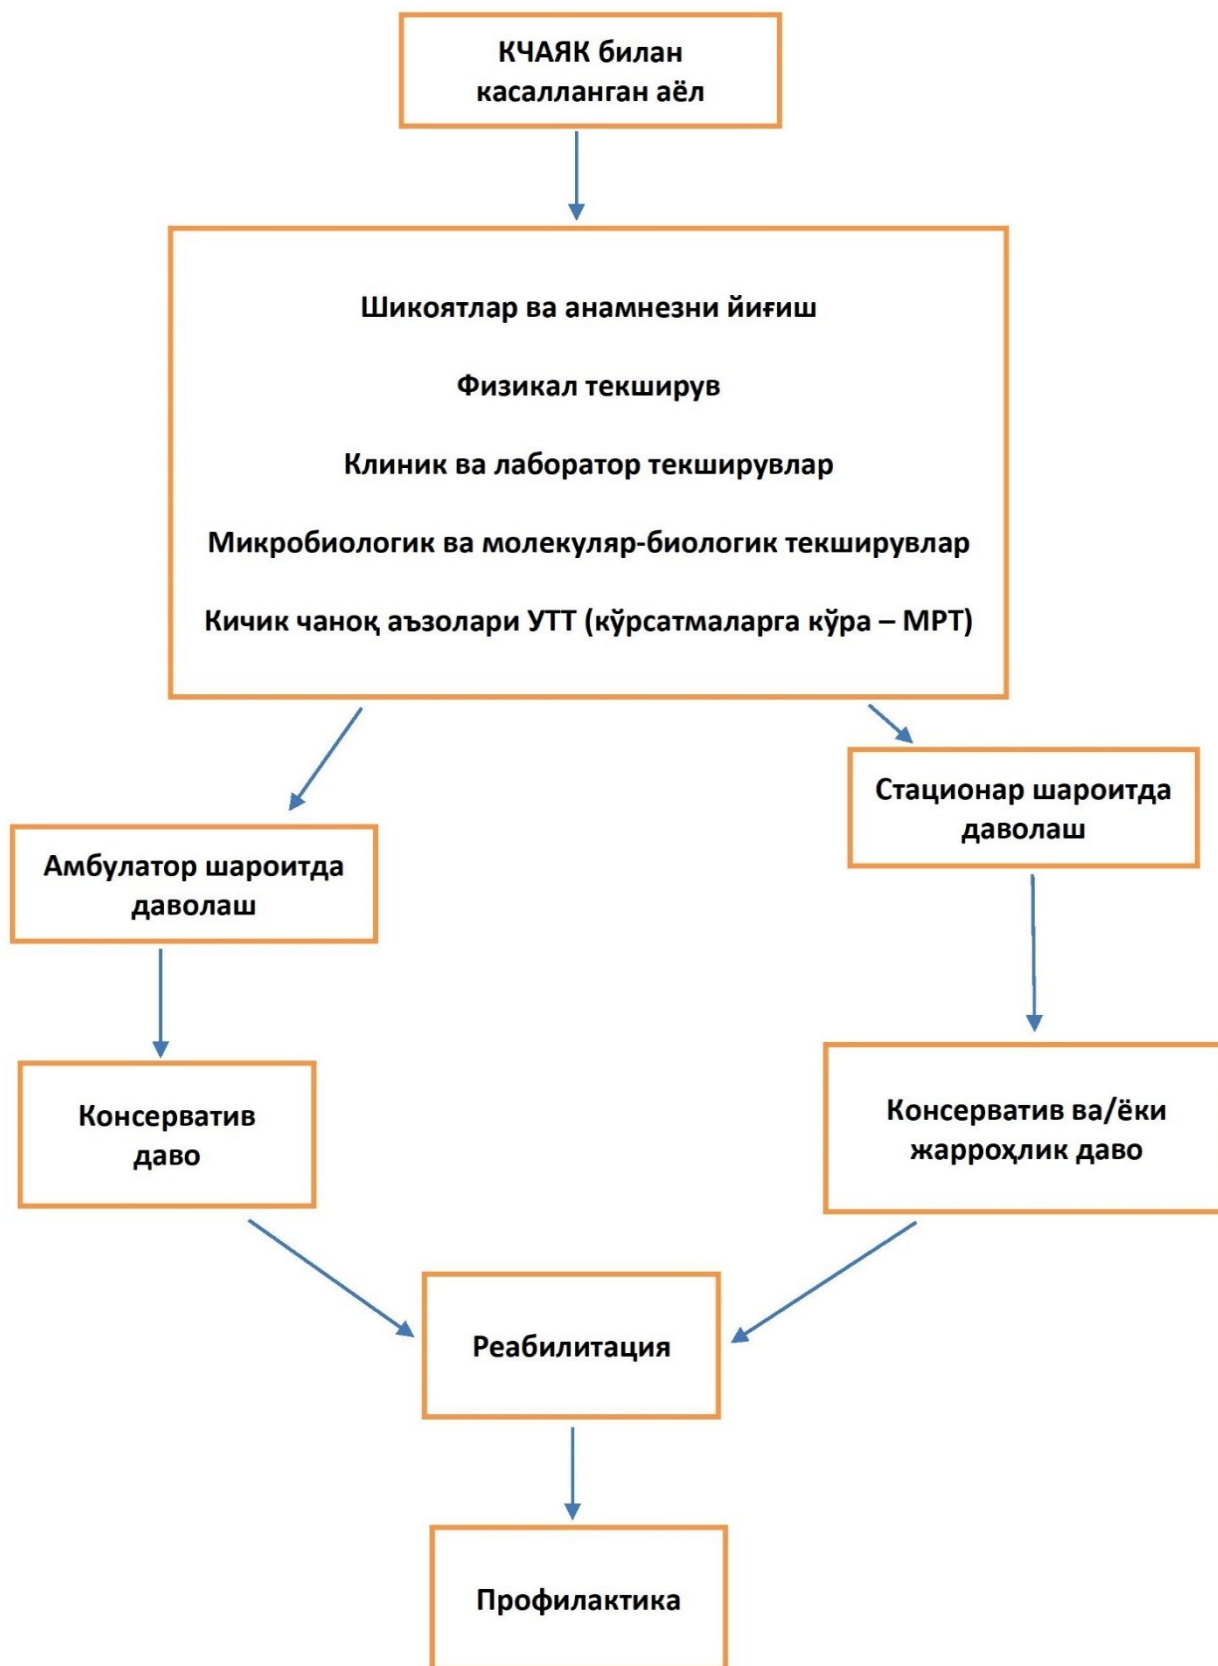 КЧАЯК билан
касалланган аёл
Шикоятлар ва анамнезни йиғиш
Физикал текширув
Клиник ва лаборатор текширувлар
Микробиологик ва молекуляр-биологик текширувлар
Кичик чаноқ аъзолари УТТ (кўрсатмаларга кўра – МРТ)
Амбулатор шароитда
даволаш
Стационар шароитда
даволаш
Консерватив
даво
Консерватив ва/ёки
жарроҳлик даво
Реабилитация
Профилактика